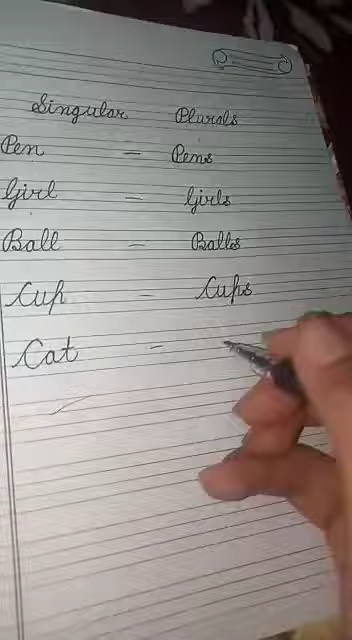 Singular Plurals
Pen - Pens
Girl - Girls
Ball - Balls
Cup - Cups
Cat -